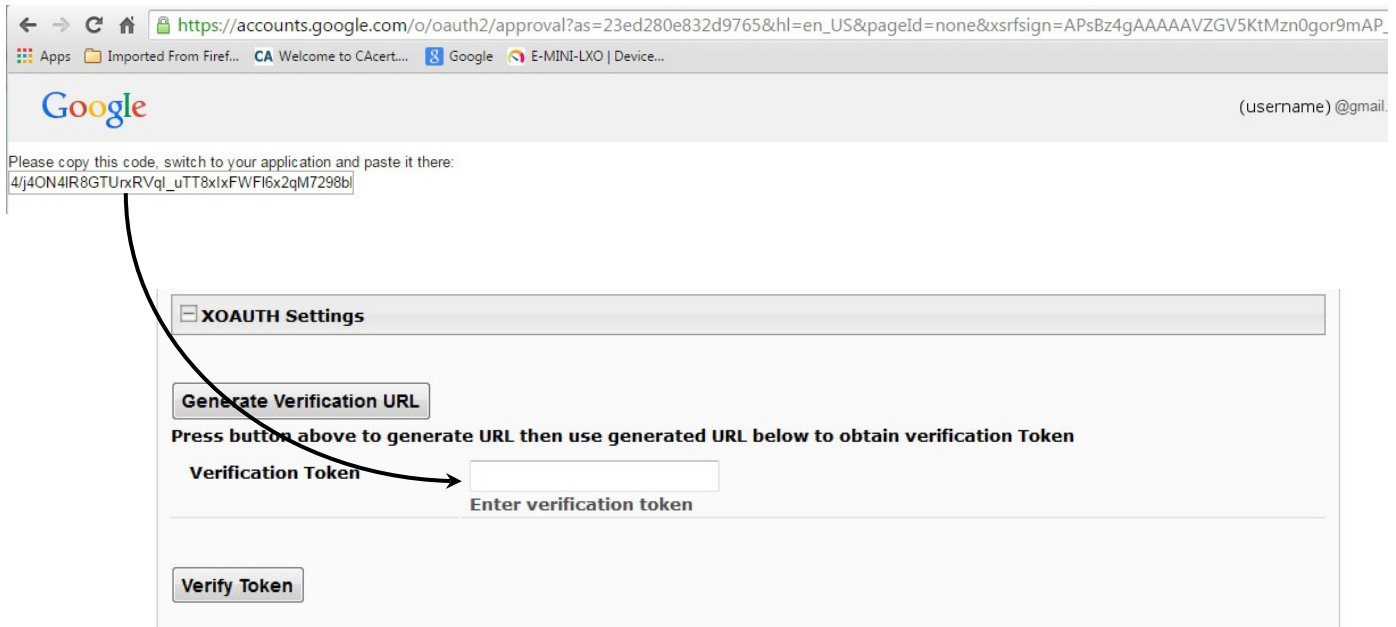 https://accounts.google.com/o/oauth2/approval?as=23ed280e832d9765&hl=en_US&pageId=none&xsrfsign=APsBz4gAAAAAVZGV5KtMzn0gor9mAP_
Apps Imported From Firef... CA Welcome to CAcert.... 8 Google E-MINI-LXO | Device...
Google (username) @gmail.
Please copy this code, switch to your application and paste it there:
4/j4ON4lR8GTUrxRVqI_uTT8xIxFWFI6x2qM7298bl
XOAUTH Settings
Generate Verification URL
Press button above to generate URL then use generated URL below to obtain verification Token
Verification Token
Enter verification token
Verify Token